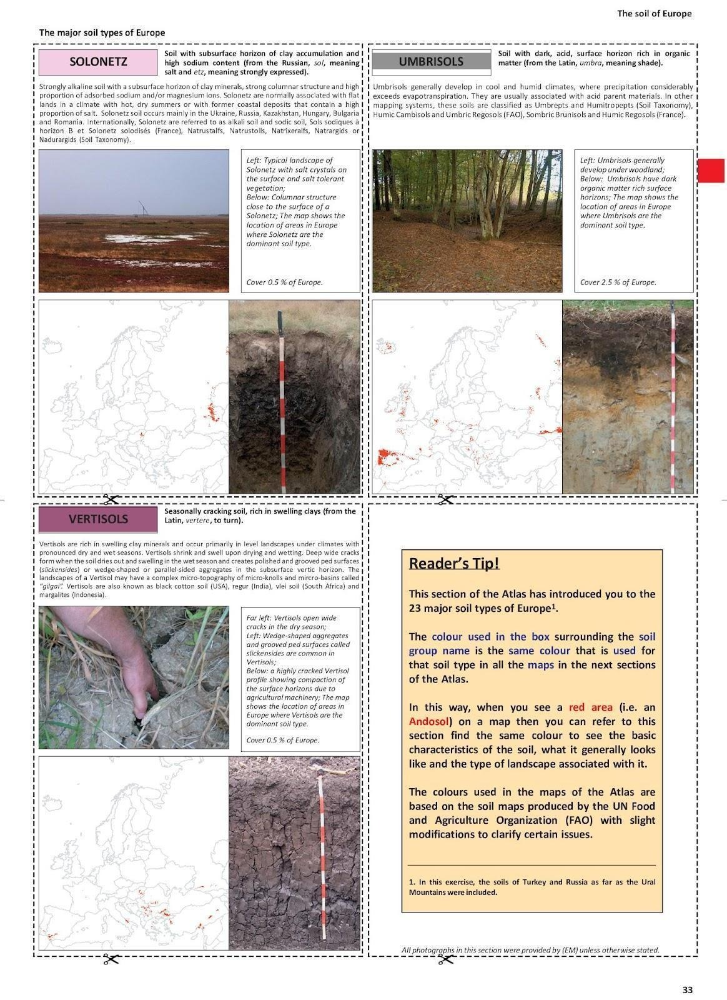 The soil of Europe
The major soil types of Europe
SOLONETZ
Soil with subsurface horizon of clay accumulation and
high sodium content (from the Russian, sol, meaning
salt and etz, meaning strongly expressed).
Strongly alkaline soil with a subsurface horizon of clay minerals, strong columnar structure and high
proportion of adsorbed sodium and/or magnesium ions. Solonetz are normally associated with flat
lands in a climate with hot, dry summers or with former coastal deposits that contain a high
proportion of salt. Solonetz soil occurs mainly in the Ukraine, Russia, Kazakhstan, Hungary, Bulgaria
and Romania. Internationally, Solonetz are referred to as alkali soil and sodic soil, Sols sodiques à
horizon B et Solonetz solodisés (France), Natrustalfs, Natrustolls, Natrixeralfs, Natrargids or
Nadurargids (Soil Taxonomy).
Left: Typical landscape of
Solonetz with salt crystals on
the surface and salt tolerant
vegetation;
Below: Columnar structure
close to the surface of a
Solonetz; The map shows the
location of areas in Europe
where Solonetz are the
dominant soil type.
Cover 0.5 % of Europe.
UMBRISOLS
Soil with dark, acid, surface horizon rich in organic
matter (from the Latin, umbra, meaning shade).
Umbrisols generally develop in cool and humid climates, where precipitation considerably
exceeds evapotranspiration. They are usually associated with acid parent materials. In other
mapping systems, these soils are classified as Umbrepts and Humitropepts (Soil Taxonomy),
Humic Cambisols and Umbric Regosols (FAO), Sombric Brunisols and Humic Regosols (France).
Left: Umbrisols generally
develop under woodland;
Below: Umbrisols have dark
organic matter rich surface
horizons; The map shows the
location of areas in Europe
where Umbrisols are the
dominant soil type.
Cover 2.5 % of Europe.
VERTISOLS
Seasonally cracking soil, rich in swelling clays (from the
Latin, vertere, to turn).
Vertisols are rich in swelling clay minerals and occur primarily in level landscapes under climates with
pronounced dry and wet seasons. Vertisols shrink and swell upon drying and wetting. Deep wide cracks
form when the soil dries out and swelling in the wet season and creates polished and grooved ped surfaces
(slickensides) or wedge-shaped or parallel-sided aggregates in the subsurface vertic horizon. The
landscapes of a Vertisol may have a complex micro-topography of micro-knolls and mircro-basins called
“gilgai”. Vertisols are also known as black cotton soil (USA), regur (India), vlei soil (South Africa) and
margalites (Indonesia).
Far left: Vertisols open wide
cracks in the dry season;
Left: Wedge-shaped aggregates
and grooved ped surfaces called
slickensides are common in
Vertisols;
Below: a highly cracked Vertisol
profile showing compaction of
the surface horizons due to
agricultural machinery; The map
shows the location of areas in
Europe where Vertisols are the
dominant soil type.
Cover 0.5 % of Europe.
Reader’s Tip!
This section of the Atlas has introduced you to the
23 major soil types of Europe¹.
The colour used in the box surrounding the soil
group name is the same colour that is used for
that soil type in all the maps in the next sections
of the Atlas.
In this way, when you see a red area (i.e. an
Andosol) on a map then you can refer to this
section find the same colour to see the basic
characteristics of the soil, what it generally looks
like and the type of landscape associated with it.
The colours used in the maps of the Atlas are
based on the soil maps produced by the UN Food
and Agriculture Organization (FAO) with slight
modifications to clarify certain issues.
1. In this exercise, the soils of Turkey and Russia as far as the Ural
Mountains were included.
All photographs in this section were provided by (EM) unless otherwise stated.
33